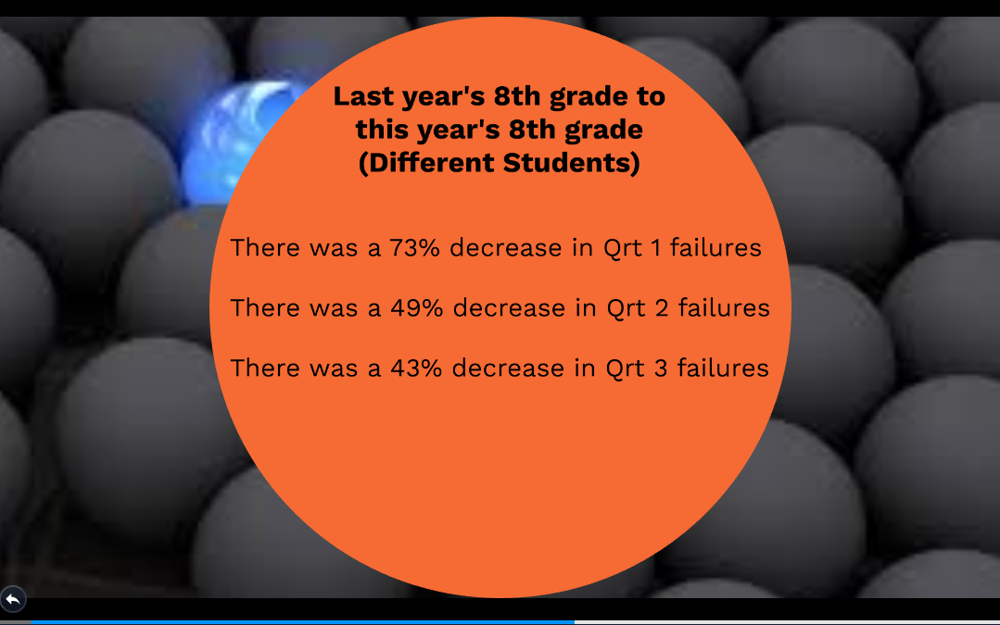 Last year's 8th grade to
this year's 8th grade
(Different Students)
There was a 73% decrease in Qrt 1 failures
There was a 49% decrease in Qrt 2 failures
There was a 43% decrease in Qrt 3 failures